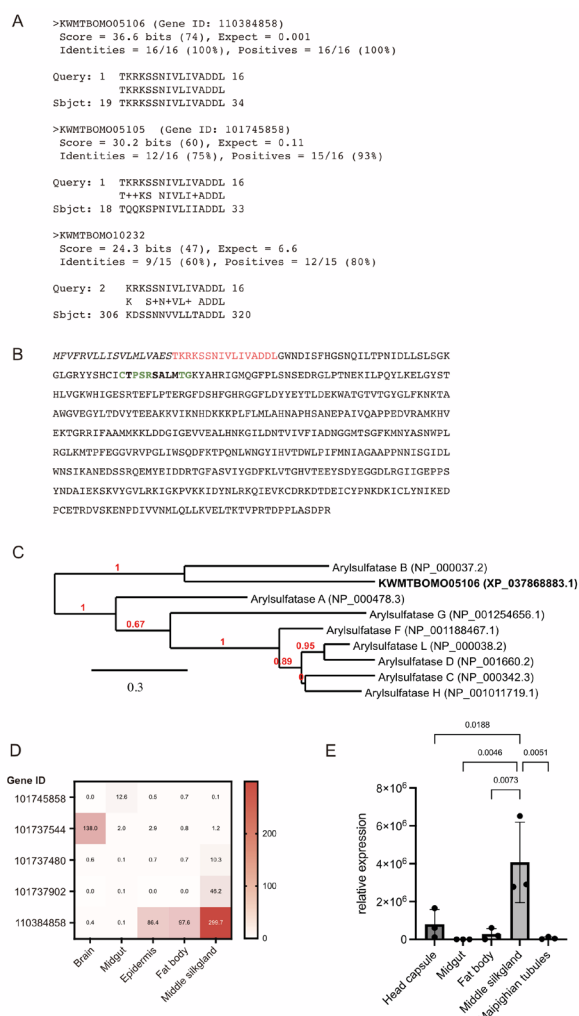 A
>KWMTBOMO05106 (Gene ID: 110384858)
Score = 36.6 bits (74), Expect = 0.001
Identities = 16/16 (100%), Positives = 16/16 (100%)
Query: 1 TKRKSSNIVLIVADDL 16
TKRKSSNIVLIVADDL
Sbjct: 19 TKRKSSNIVLIVADDL 34
>KWMTBOMO05105 (Gene ID: 101745858)
Score = 30.2 bits (60), Expect = 0.11
Identities = 12/16 (75%), Positives = 15/16 (93%)
Query: 1 TKRKSSNIVLIVADDL 16
T++KS NIVLI+ADDL
Sbjct: 18 TQQKSPNIVLIIADDL 33
>KWMTBOMO10232
Score = 24.3 bits (47), Expect = 6.6
Identities = 9/15 (60%), Positives = 12/15 (80%)
Query: 2 KRKSSNIVLIVADDL 16
K S+N+VL+ ADDL
Sbjct: 306 KDSSNNVVLLTADDL 320
B
MFVFRVLLISVLMLVAESTKRKSSNIVLIVADDLGWNDISFHGSNQILTPNIDLLSLSGK
GLGRYYSHCICTPSRSALMTGKYAHRIGMQGFPLSNSEDRGLPTNEKILPQYLKELGYST
HLVGKWHIGESRTEFLPTERGFDSHFGHRGGFLDYYEYTLDEKWATGTVTGYGLFKNTKA
AWGVEGYLTDVYTEEAKKVIKNHDKKKPLFLMLAHNAPHSANEPAIVQAPPEDVRAMKHV
EKTGRRIFAAMMKKLDDGIGEVVEALHNKGILDNTVIVFIADNGGMTSGFKMNYASNWPL
RGLKMTPFEGGVRVPGLIWSQDFKTPQNLWNGYIHVTDWLPIFMNIAGAAPPNNISGIDL
WNSIKANEDSSRQEMYEIDDRTGFASVIYGDFKLVTGHVTEEYSDYEGGDLRGIIGEPPS
YNDAIEKSKVYGVLRKIGKPVKKIDYNLRKQIEVKCDRKDTDEICYPNKDKICLYNIKED
PCETRDVSKENPDIVVNMLQLLKVELTKTVPRTDPPLASDPR
C
1
Arylsulfatase B (NP_000037.2)
KWMTBOMO05106 (XP_037868883.1)
1
Arylsulfatase A (NP_000478.3)
0.67
Arylsulfatase G (NP_001254656.1)
1
Arylsulfatase F (NP_001188467.1)
0.95
Arylsulfatase L (NP_000038.2)
0.89
Arylsulfatase D (NP_001660.2)
Arylsulfatase C (NP_000342.3)
Arylsulfatase H (NP_001011719.1)
0.3
D
Gene ID
101745858 0.0 12.6 0.5 0.7 0.1
101737544 138.0 2.0 2.9 0.8 1.2
101737480 0.6 0.1 0.7 0.7 10.3
101737902 0.0 0.1 0.0 0.1 45.2
110384858 0.4 0.1 86.4 97.6 299.7
Brain Midgut Epidermis Fat body Middle silkgland
200
100
0
E
0.0188
0.0046 0.0051
0.0073
relative expression
8×10⁶
6×10⁶
4×10⁶
2×10⁶
0
Head capsule Midgut Fat body Middle silkgland Malpighian tubules